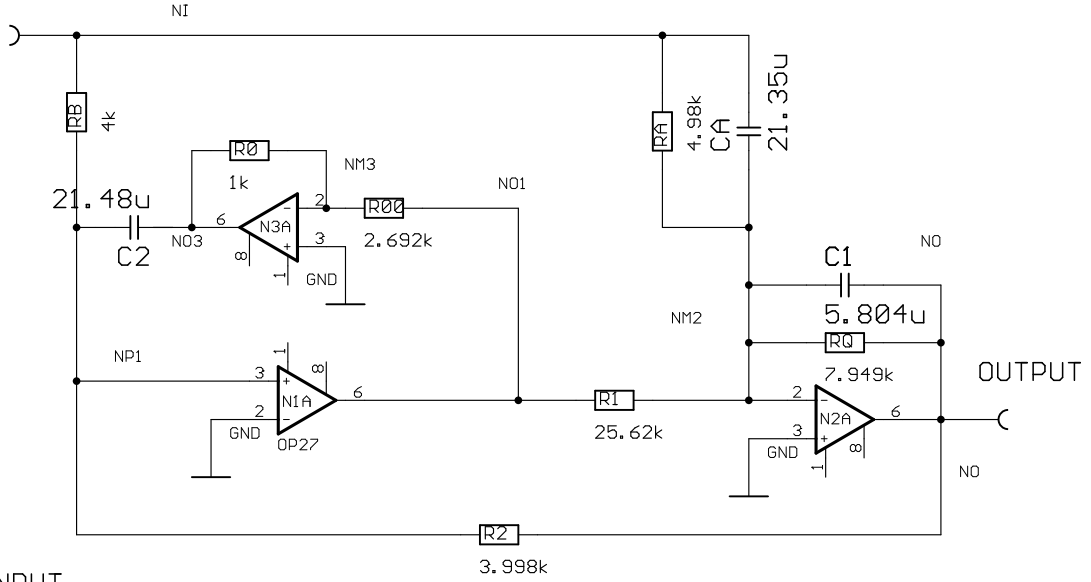 NI
RB
4k
RA
4.98k
CA
21.35u
R0
1k
NM3
NO1
21.48u
C2
NO3
6
N3A
2
-
3
+
8
1
GND
R00
2.692k
C1
NO
5.804u
NM2
RQ
7.949k
OUTPUT
NP1
3
+
2
-
1
8
6
N1A
OP27
GND
R1
25.62k
2
-
3
+
N2A
6
1
8
GND
NO
R2
3.998k